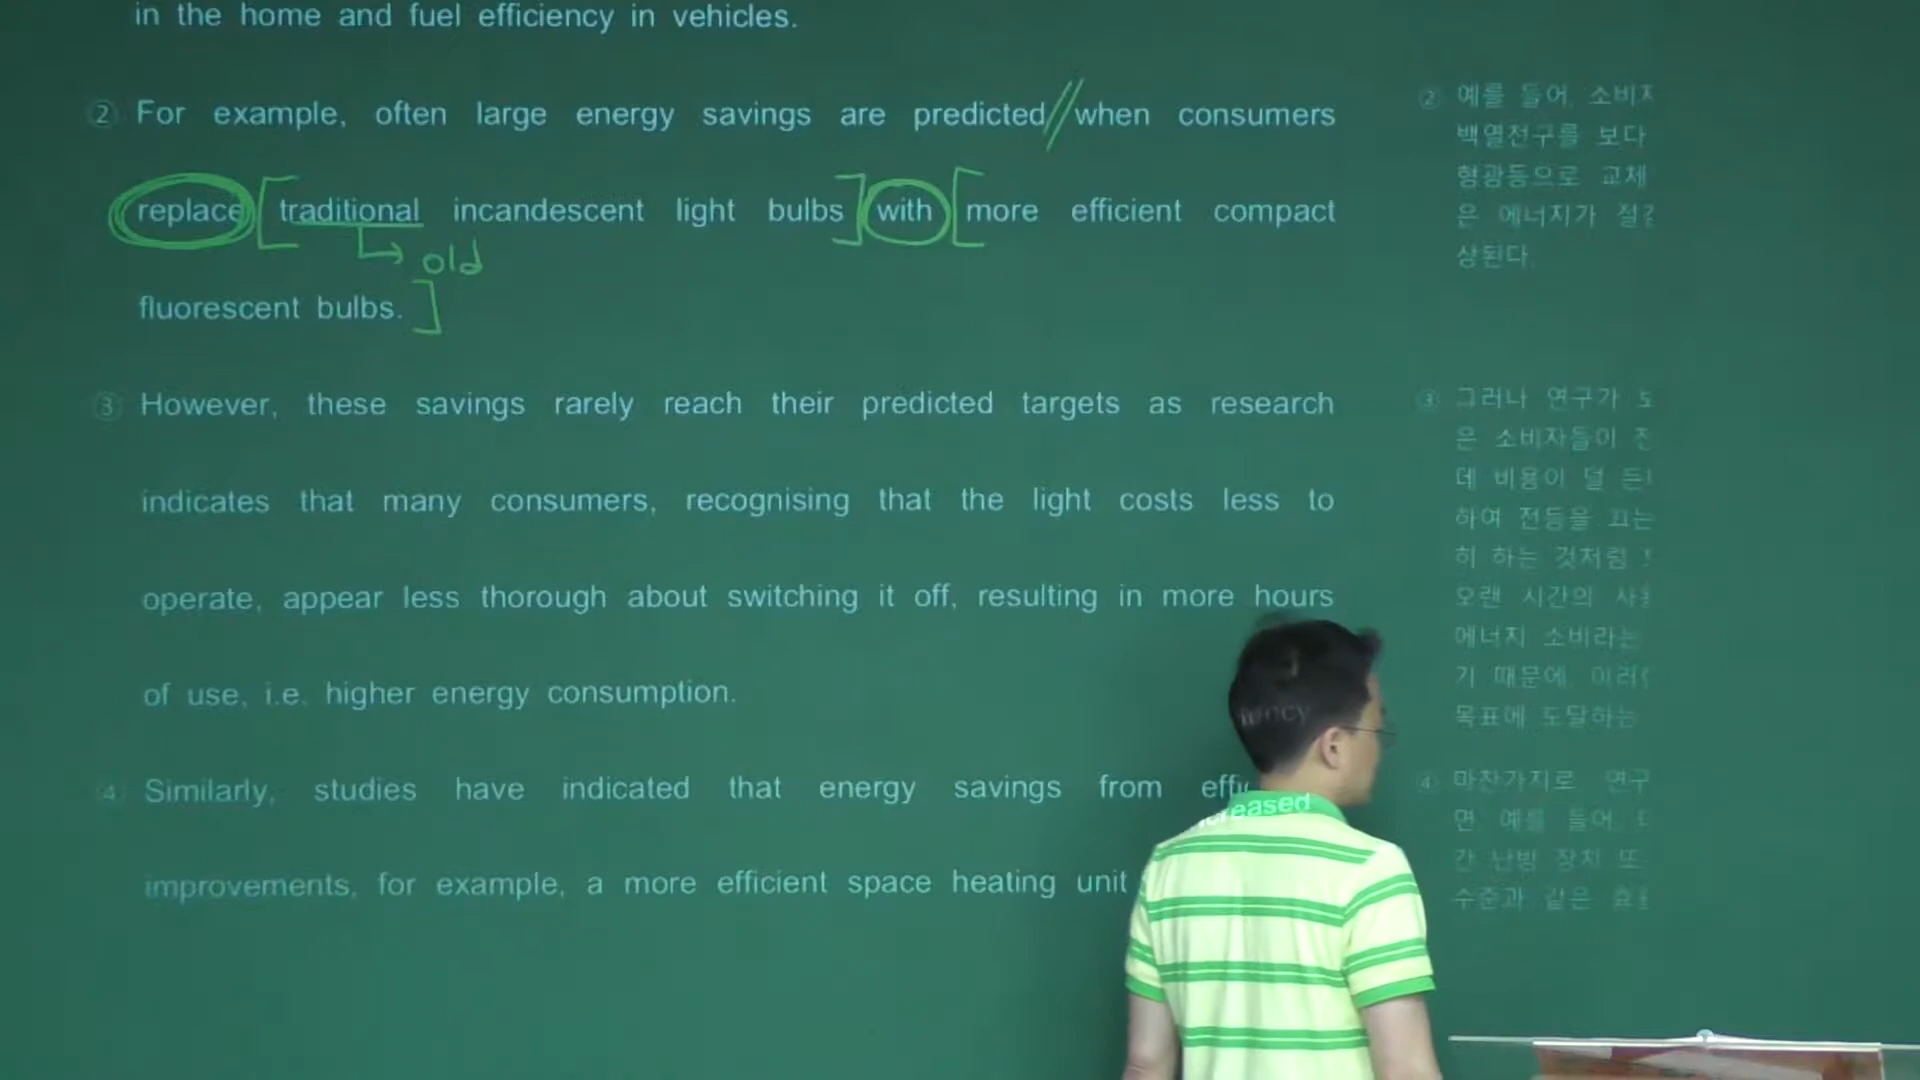 in the home and fuel efficiency in vehicles.
② For example, often large energy savings are predicted // when consumers
replace [ traditional incandescent light bulbs ] with [ more efficient compact
old
fluorescent bulbs. ]
③ However, these savings rarely reach their predicted targets as research
indicates that many consumers, recognising that the light costs less to
operate, appear less thorough about switching it off, resulting in more hours
of use, i.e. higher energy consumption.
④ Similarly, studies have indicated that energy savings from
improvements, for example, a more efficient space heating unit
② 예를 들어, 소비자
백열전구를 보다
형광등으로 교체
은 에너지가
상된다.
③ 그러나 연구가
은 소비자들이
데 비용이 덜
하여 전등을 끄는
히 하는 것처럼
오랜 시간의
에너지 소비라는
기 때문에,
목표에 도달하는
④ 마찬가지로 연구
면, 예를 들어,
간 난방 장치 또
수준과 같은